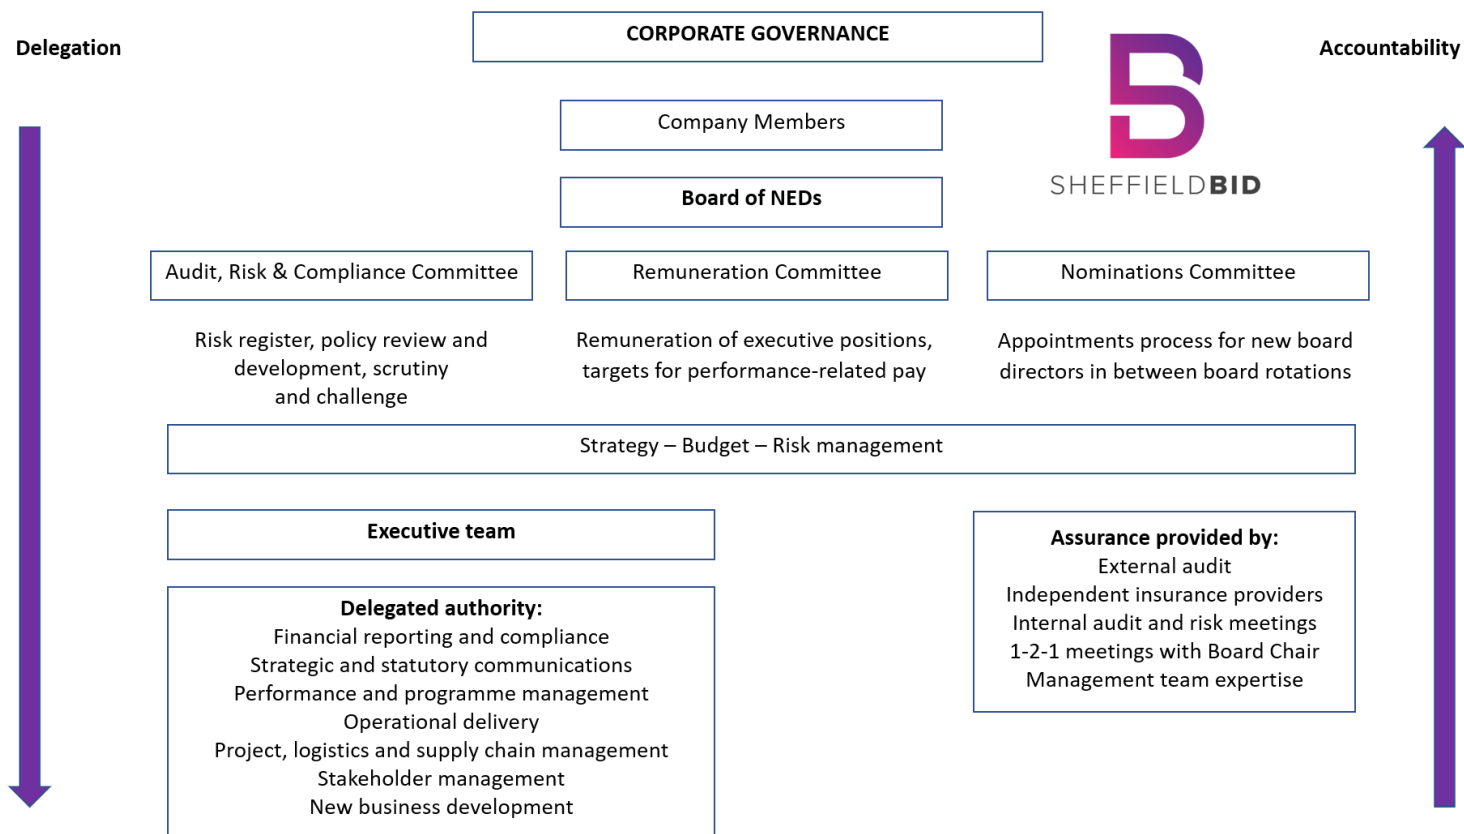 CORPORATE GOVERNANCE
Delegation
Accountability
Company Members
SHEFFIELDBID
Board of NEDs
Audit, Risk & Compliance Committee
Remuneration Committee
Nominations Committee
Risk register, policy review and
development, scrutiny
and challenge
Remuneration of executive positions,
targets for performance-related pay
Appointments process for new board
directors in between board rotations
Strategy – Budget – Risk management
Executive team
Delegated authority:
Financial reporting and compliance
Strategic and statutory communications
Performance and programme management
Operational delivery
Project, logistics and supply chain management
Stakeholder management
New business development
Assurance provided by:
External audit
Independent insurance providers
Internal audit and risk meetings
1-2-1 meetings with Board Chair
Management team expertise